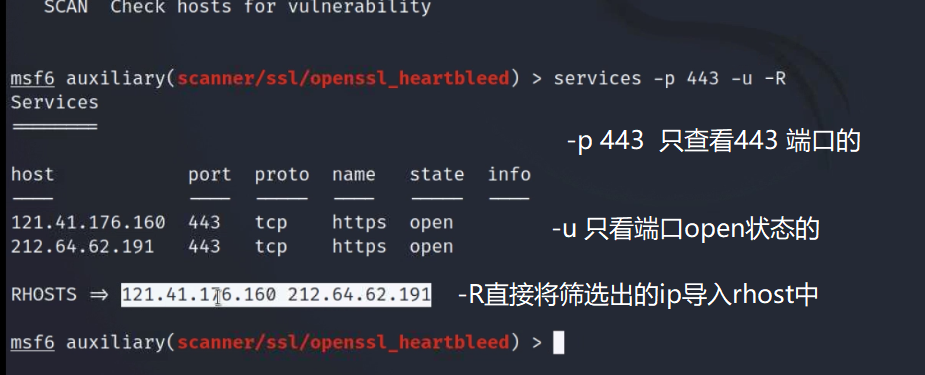 SCAN  Check hosts for vulnerability
msf6 auxiliary(scanner/ssl/openssl_heartbleed) > services -p 443 -u -R
Services
========
-p 443  只查看443 端口的
host             port  proto  name   state  info
----             ----  -----  ----   -----  ----
121.41.176.160  443   tcp    https  open
-u 只看端口open状态的
212.64.62.191   443   tcp    https  open
RHOSTS => 121.41.176.160 212.64.62.191
-R直接将筛选出的ip导入rhost中
msf6 auxiliary(scanner/ssl/openssl_heartbleed) >